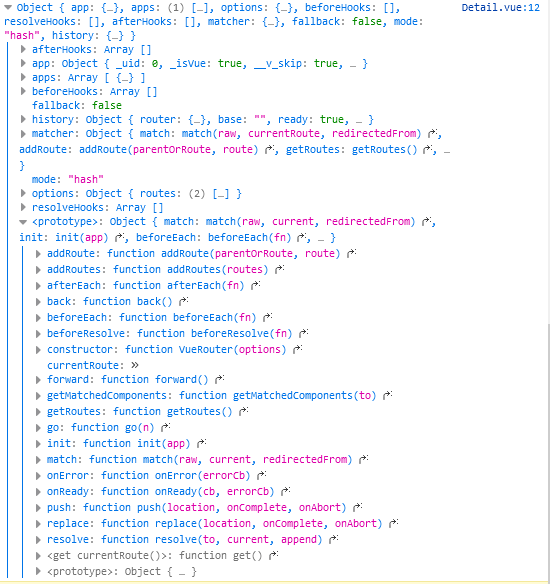 Object { app: {…}, apps: (1) […], options: {…}, beforeHooks: [], Detail.vue:12
resolveHooks: [], afterHooks: [], matcher: {…}, fallback: false, mode:
"hash", history: {…} }
afterHooks: Array []
app: Object { _uid: 0, _isVue: true, __v_skip: true, … }
apps: Array [ {…} ]
beforeHooks: Array []
fallback: false
history: Object { router: {…}, base: "", ready: true, … }
matcher: Object { match: match(raw, currentRoute, redirectedFrom),
addRoute: addRoute(parentOrRoute, route), getRoutes: getRoutes(), …
}
mode: "hash"
options: Object { routes: (2) […] }
resolveHooks: Array []
<prototype>: Object { match: match(raw, current, redirectedFrom),
init: init(app), beforeEach: beforeEach(fn), … }
addRoute: function addRoute(parentOrRoute, route)
addRoutes: function addRoutes(routes)
afterEach: function afterEach(fn)
back: function back()
beforeEach: function beforeEach(fn)
beforeResolve: function beforeResolve(fn)
constructor: function VueRouter(options)
currentRoute: »
forward: function forward()
getMatchedComponents: function getMatchedComponents(to)
getRoutes: function getRoutes()
go: function go(n)
init: function init(app)
match: function match(raw, current, redirectedFrom)
onError: function onError(errorCb)
onReady: function onReady(cb, errorCb)
push: function push(location, onComplete, onAbort)
replace: function replace(location, onComplete, onAbort)
resolve: function resolve(to, current, append)
<get currentRoute()>: function get()
<prototype>: Object { … }